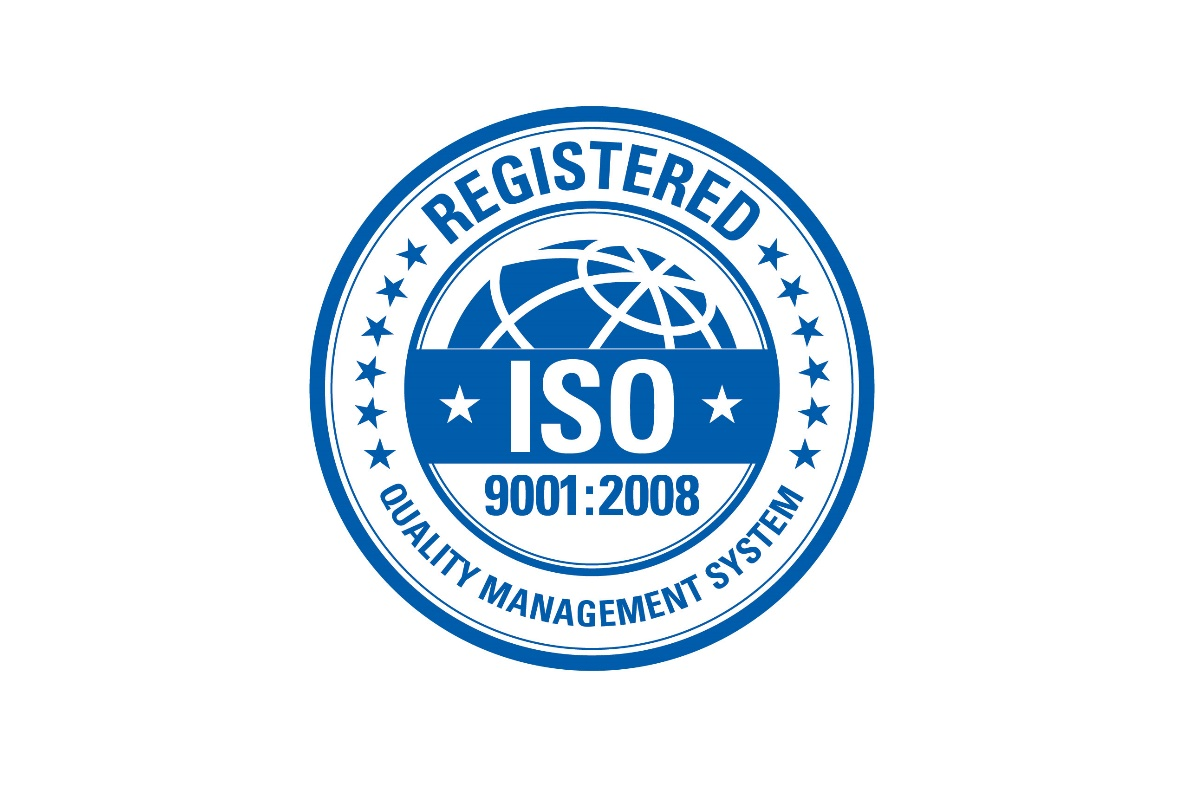 REGISTERED
ISO
9001:2008
QUALITY MANAGEMENT SYSTEM